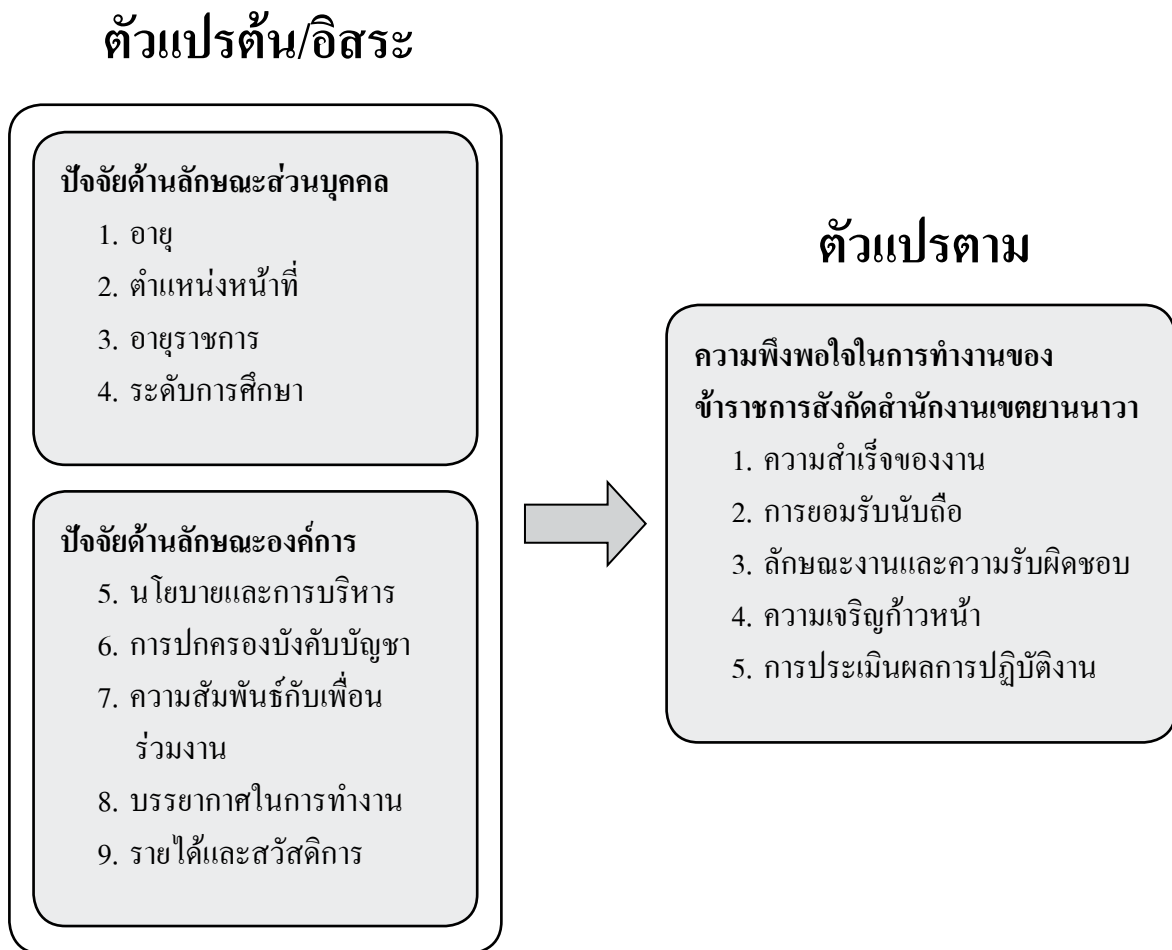 ตัวแปรต้น/อิสระ
ปัจจัยด้านลักษณะส่วนบุคคล
1. อายุ
2. ตำแหน่งหน้าที่
3. อายุราชการ
4. ระดับการศึกษา
ปัจจัยด้านลักษณะองค์การ
5. นโยบายและการบริหาร
6. การปกครองบังคับบัญชา
7. ความสัมพันธ์กับเพื่อน
ร่วมงาน
8. บรรยากาศในการทำงาน
9. รายได้และสวัสดิการ
ตัวแปรตาม
ความพึงพอใจในการทำงานของ
ข้าราชการสังกัดสำนักงานเขตยานนาวา
1. ความสำเร็จของงาน
2. การยอมรับนับถือ
3. ลักษณะงานและความรับผิดชอบ
4. ความเจริญก้าวหน้า
5. การประเมินผลการปฏิบัติงาน